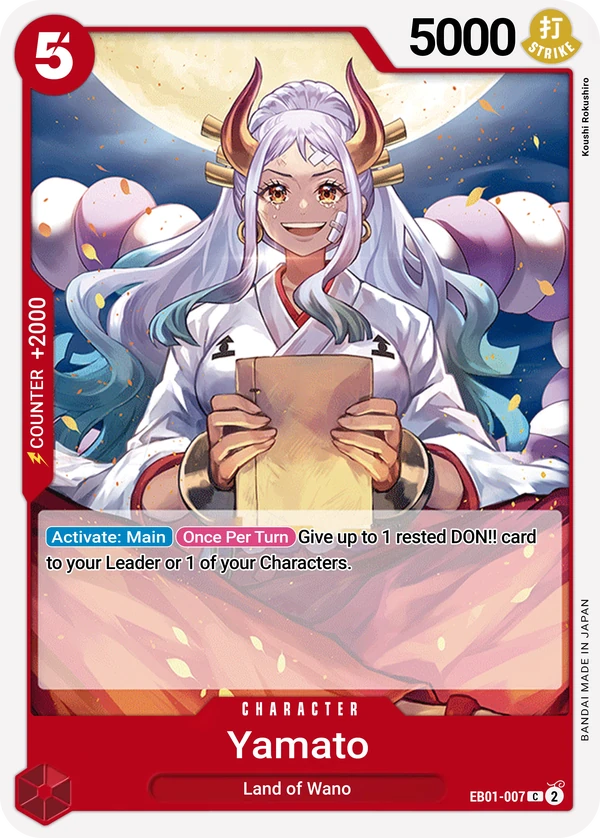 5
5000
打
STRIKE
Koushi Rokushiro
COUNTER +2000
Activate: Main Once Per Turn Give up to 1 rested DON!! card
to your Leader or 1 of your Characters.
BANDAI MADE IN JAPAN
CHARACTER
Yamato
Land of Wano
EB01-007 C 2